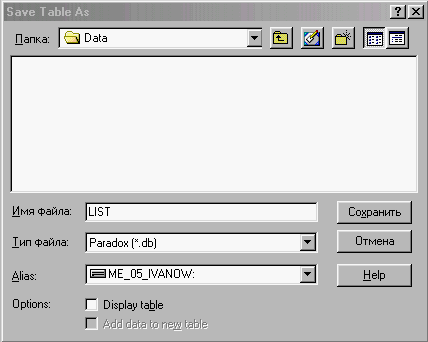 Save Table As
Папка: Data
Имя файла: LIST Сохранить
Тип файла: Paradox (*.db) Отмена
Alias: ME_05_IVANOW: Help
Options: Display table
Add data to new table